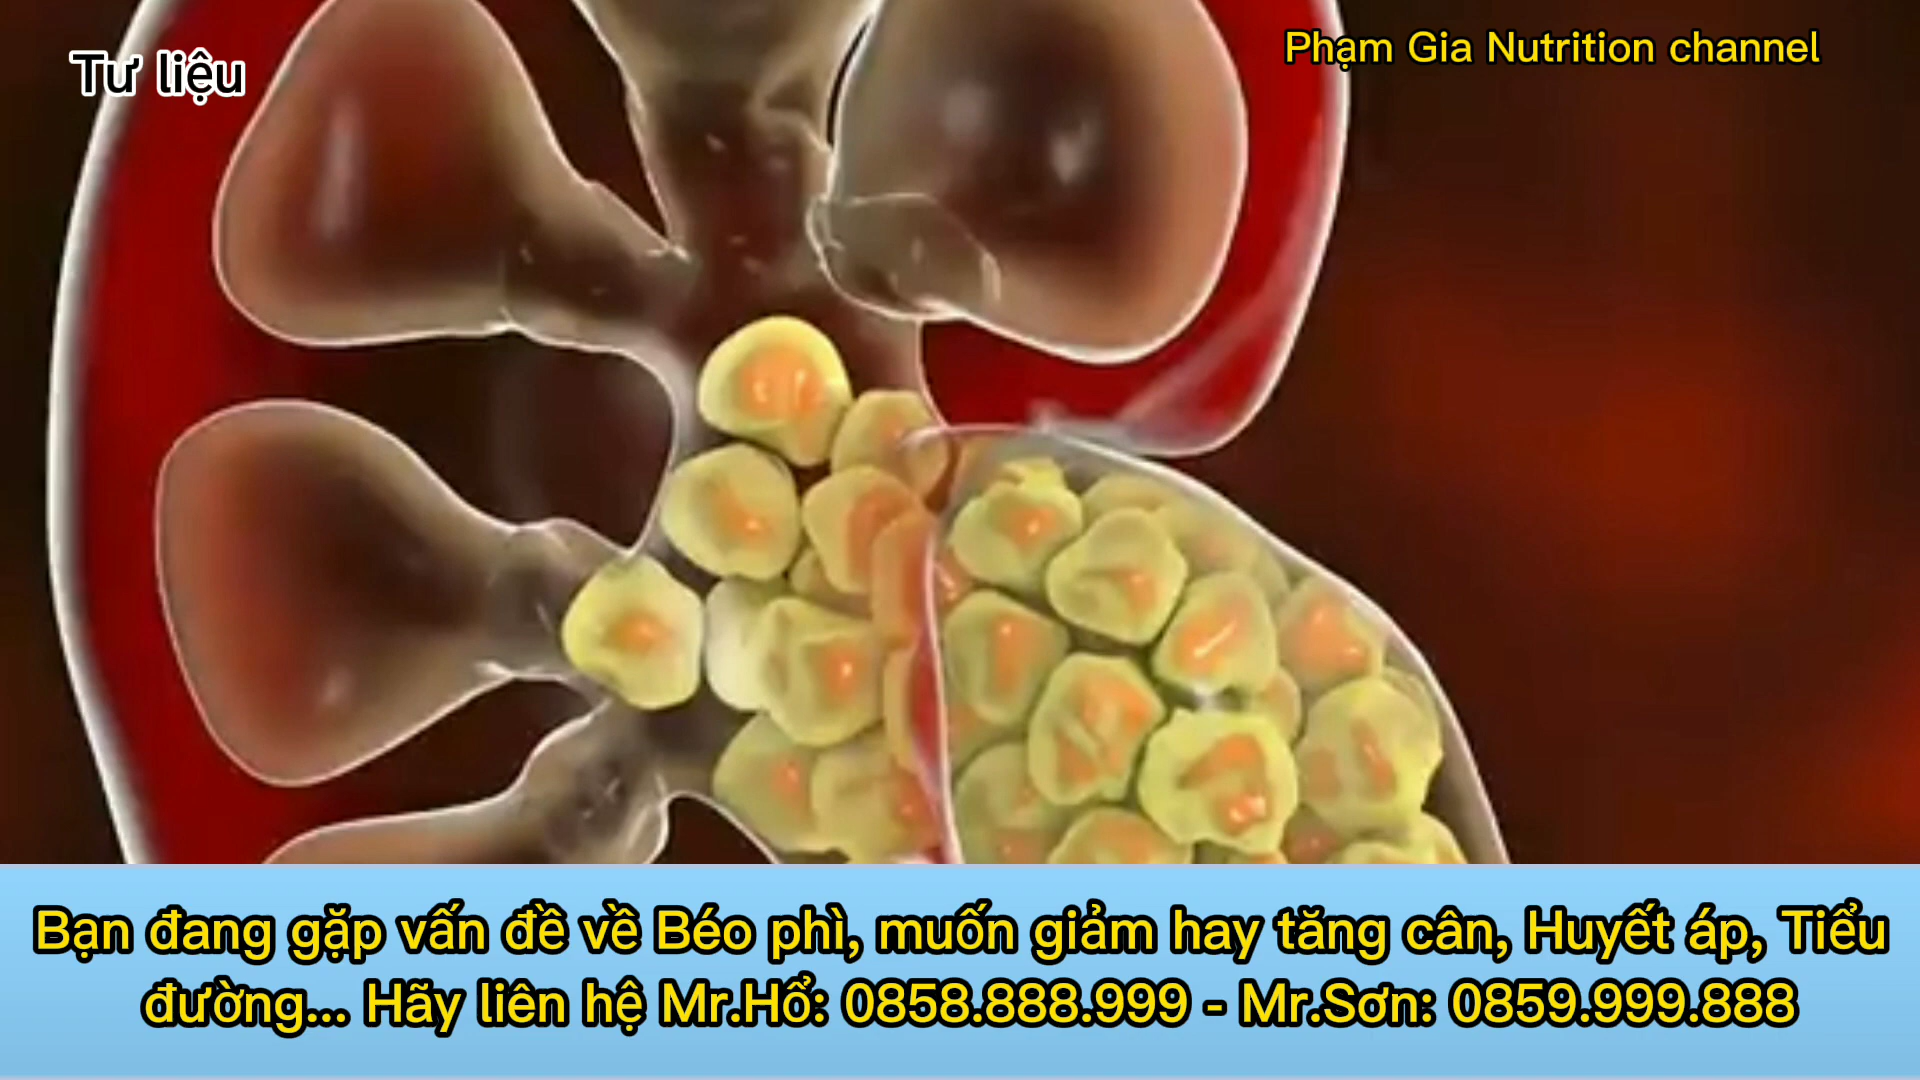 Tư liệu
Phạm Gia Nutrition channel
Bạn đang gặp vấn đề về Béo phì, muốn giảm hay tăng cân, Huyết áp, Tiểu
đường... Hãy liên hệ Mr.Hổ: 0858.888.999 - Mr.Sơn: 0859.999.888